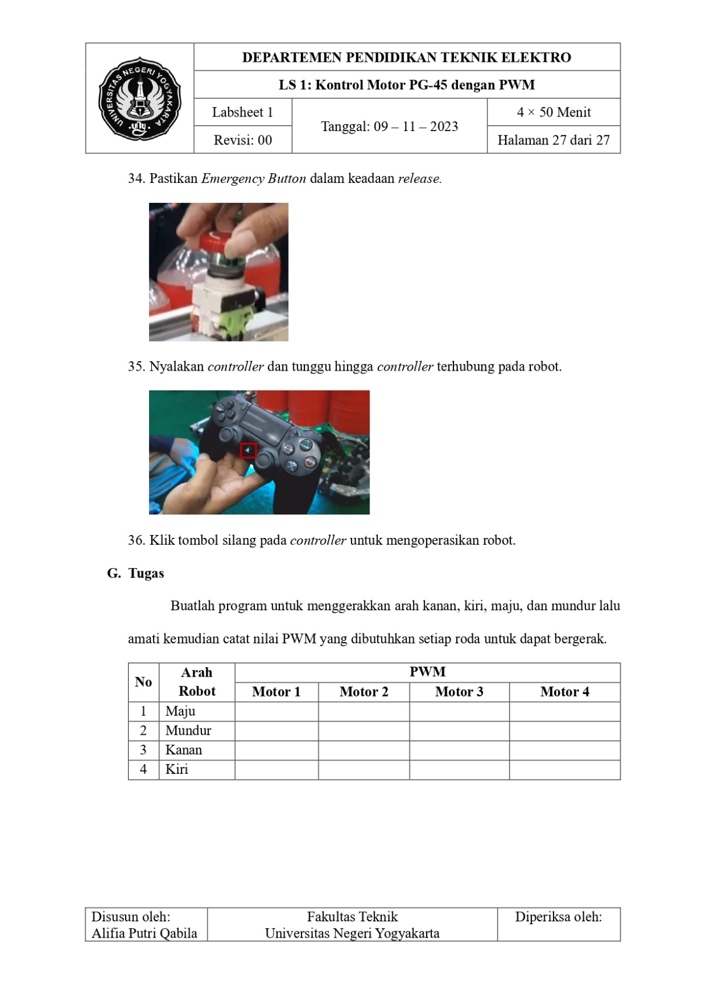 UNIVERSITAS NEGERI YOGYAKARTA
uny
DEPARTEMEN PENDIDIKAN TEKNIK ELEKTRO
LS 1: Kontrol Motor PG-45 dengan PWM
Labsheet 1
Tanggal: 09 – 11 – 2023
4 × 50 Menit
Revisi: 00
Halaman 27 dari 27
34. Pastikan Emergency Button dalam keadaan release.
35. Nyalakan controller dan tunggu hingga controller terhubung pada robot.
36. Klik tombol silang pada controller untuk mengoperasikan robot.
G. Tugas
Buatlah program untuk menggerakkan arah kanan, kiri, maju, dan mundur lalu
amati kemudian catat nilai PWM yang dibutuhkan setiap roda untuk dapat bergerak.
No Arah Robot PWM
Motor 1 Motor 2 Motor 3 Motor 4
1 Maju
2 Mundur
3 Kanan
4 Kiri
Disusun oleh:
Alifia Putri Qabila
Fakultas Teknik
Universitas Negeri Yogyakarta
Diperiksa oleh: